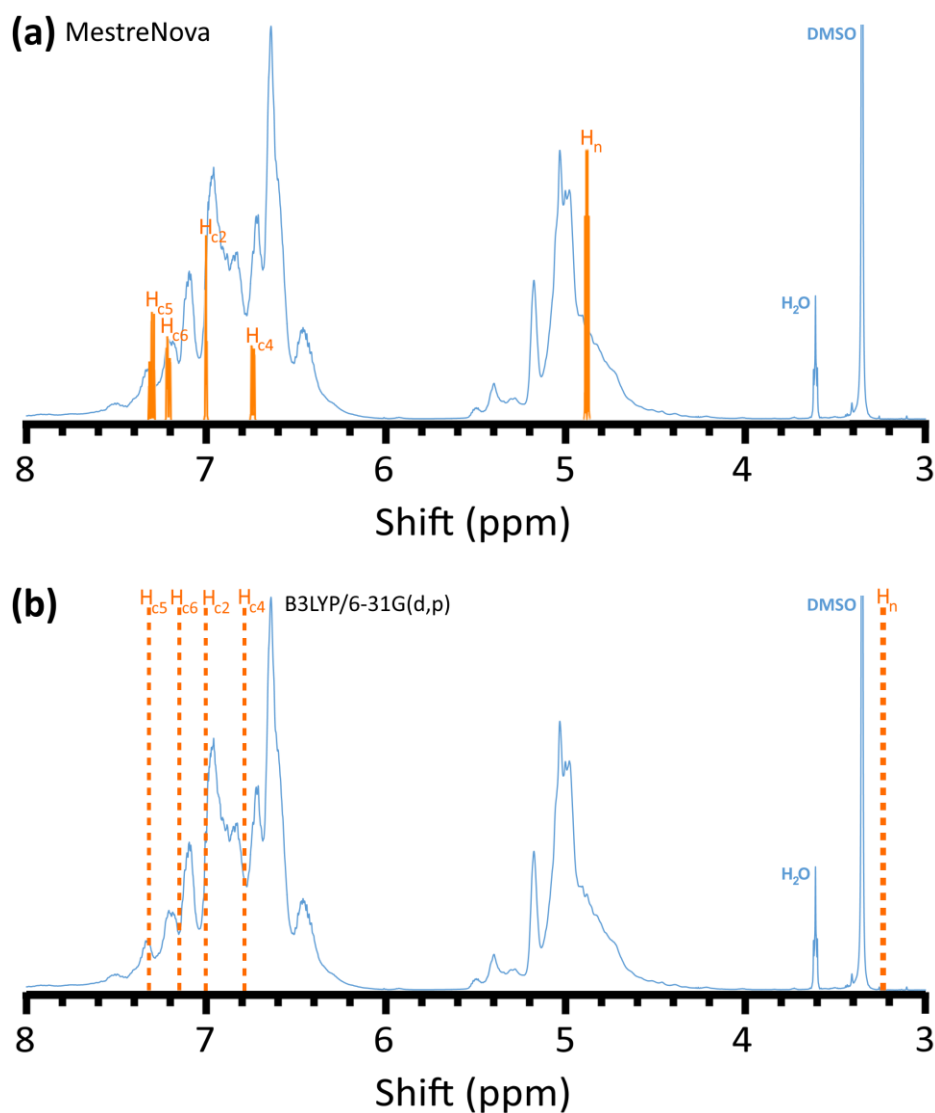 (a) MestreNova
DMSO
Hn
Hc2
H2O
Hc5
Hc6
Hc4
8 7 6 5 4 3
Shift (ppm)
(b) Hc5 Hc6 Hc2 Hc4 B3LYP/6-31G(d,p) DMSO Hn
H2O
8 7 6 5 4 3
Shift (ppm)